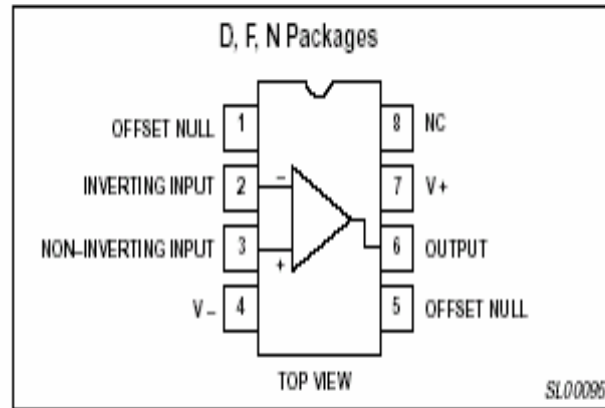 D, F, N Packages
OFFSET NULL 1 8 NC
INVERTING INPUT 2 − 7 V+
NON–INVERTING INPUT 3 + 6 OUTPUT
V– 4 5 OFFSET NULL
TOP VIEW
SL00095